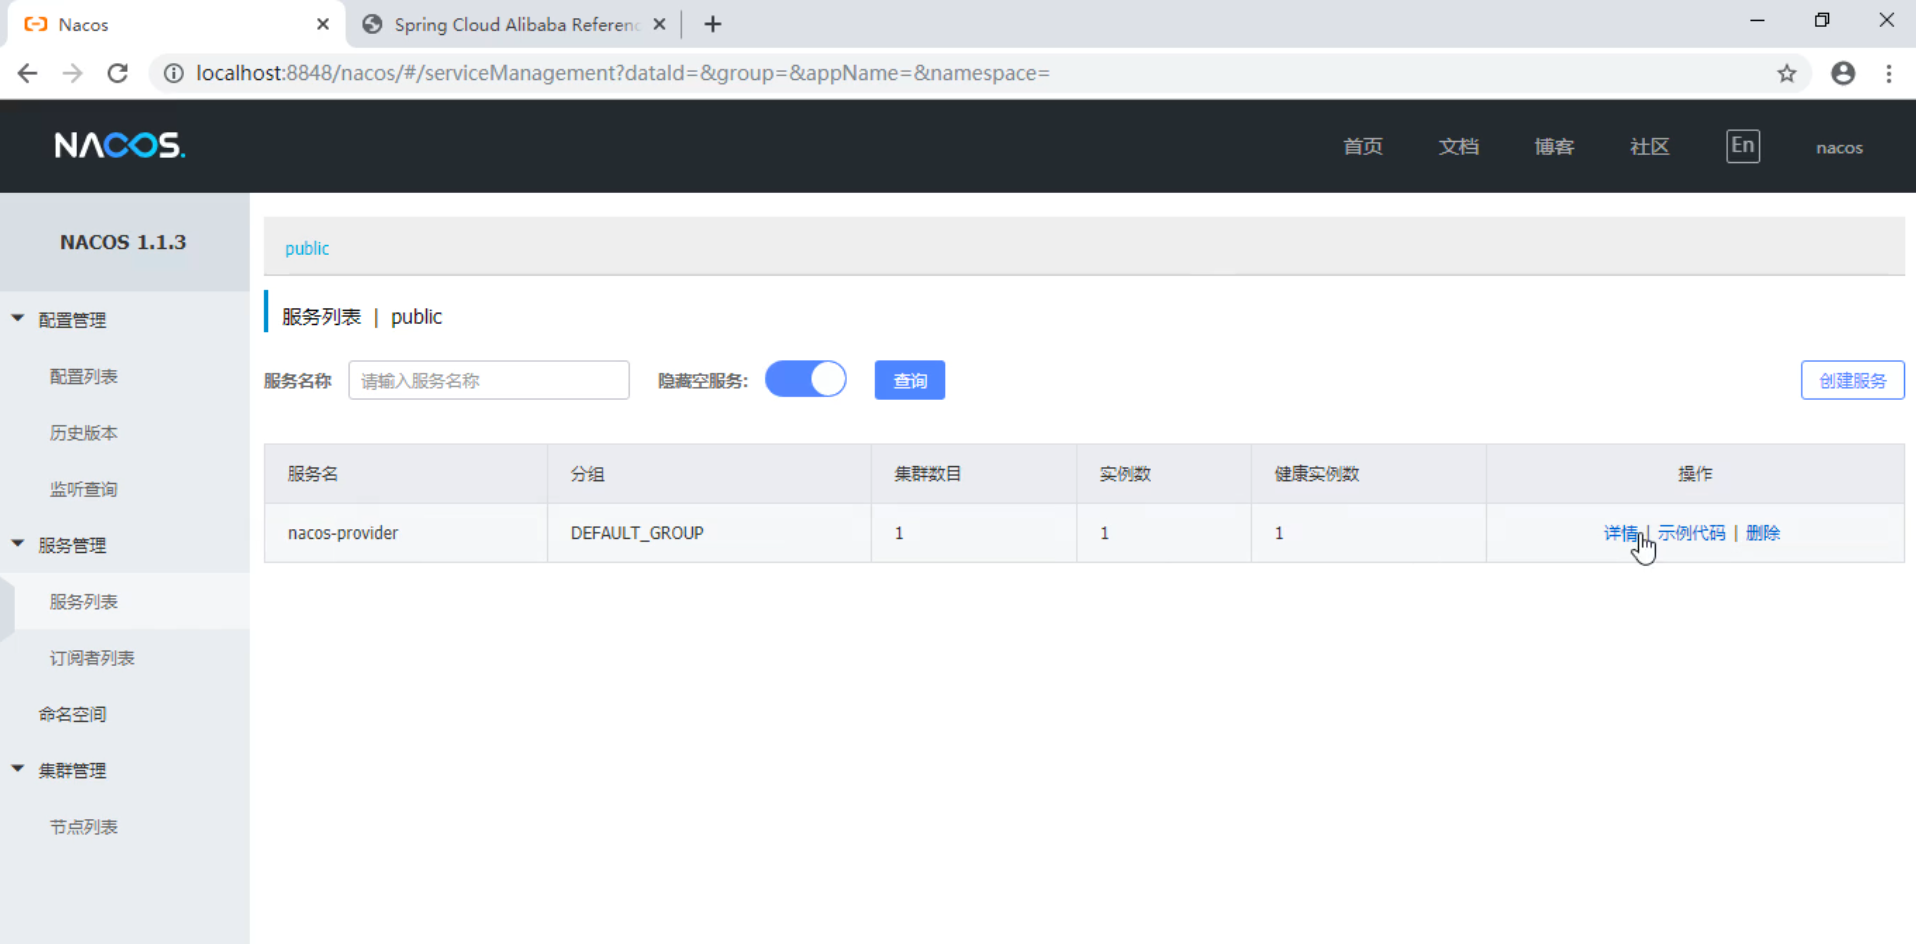 Nacos
Spring Cloud Alibaba Referenc
localhost:8848/nacos/#/serviceManagement?dataId=&group=&appName=&namespace=
NACOS.
首页 文档 博客 社区 En nacos
NACOS 1.1.3
public
配置管理
配置列表
历史版本
监听查询
服务管理
服务列表
订阅者列表
命名空间
集群管理
节点列表
服务列表 | public
服务名称 请输入服务名称 隐藏空服务: 查询 创建服务
服务名 分组 集群数目 实例数 健康实例数 操作
nacos-provider DEFAULT_GROUP 1 1 1 详情 | 示例代码 | 删除